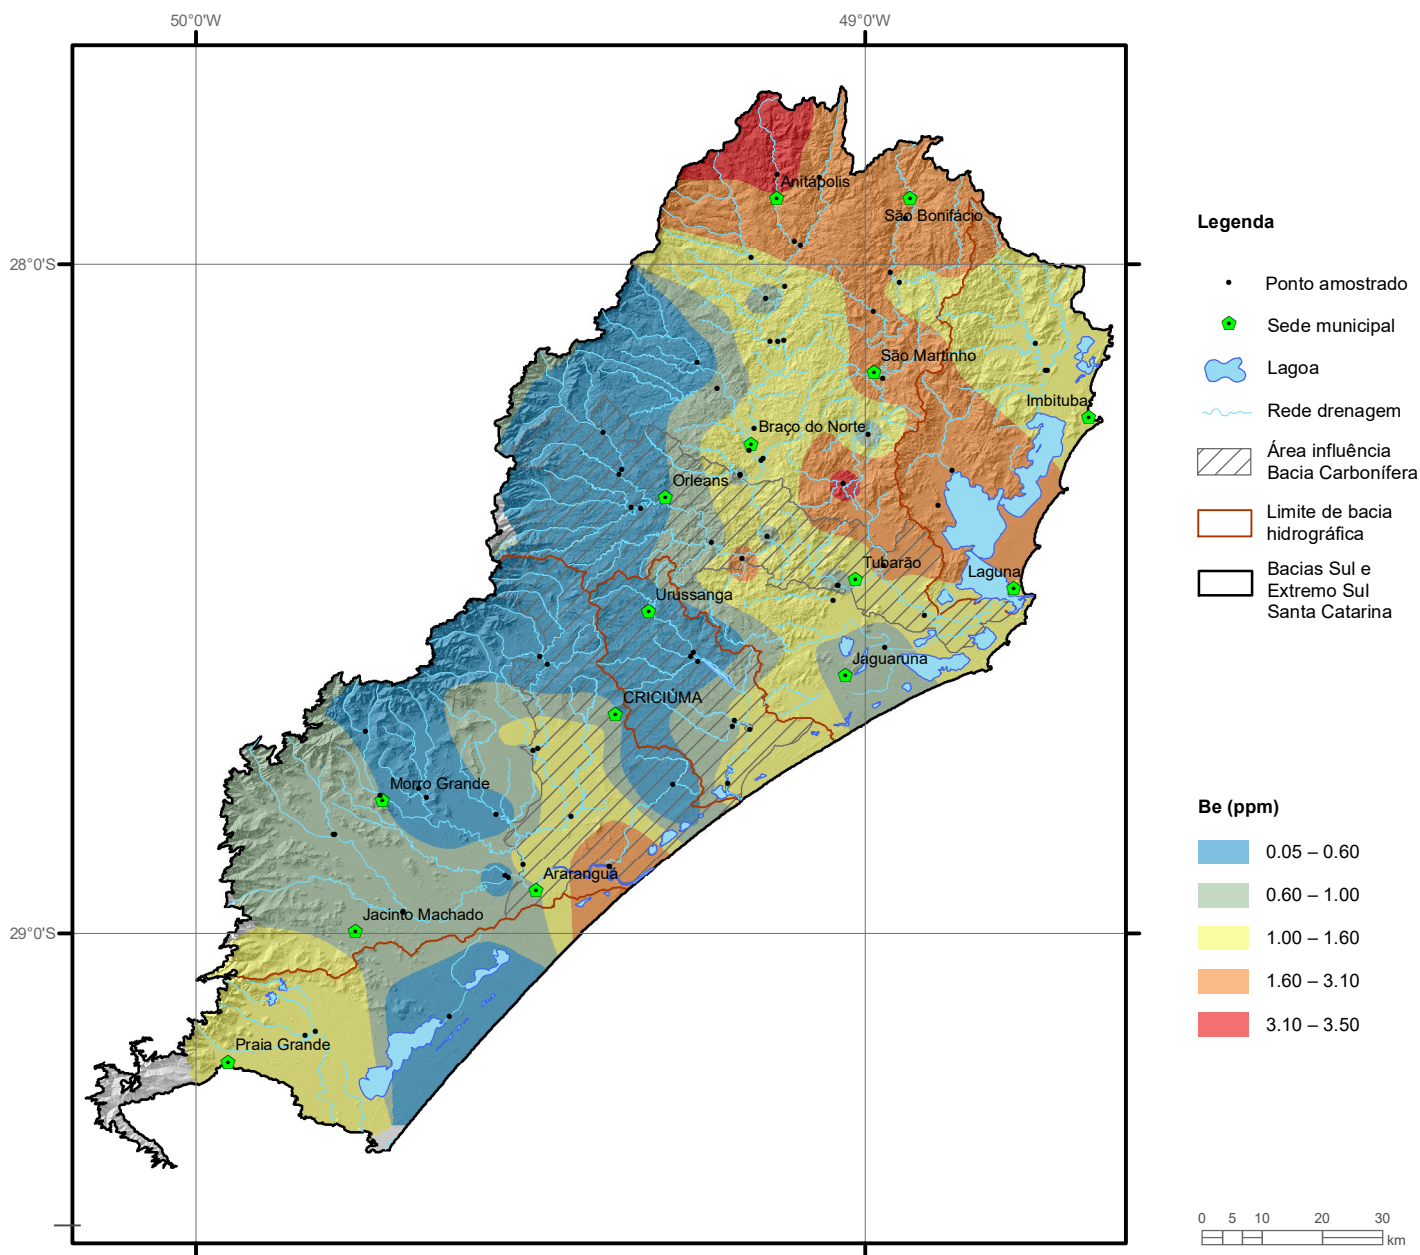 50°0'W
49°0'W
28°0'S
29°0'S
Anitápolis
São Bonifácio
São Martinho
Imbituba
Braço do Norte
Orleans
Tubarão
Laguna
Urussanga
Jaguaruna
CRICIÚMA
Morro Grande
Araranguá
Jacinto Machado
Praia Grande
Legenda
Ponto amostrado
Sede municipal
Lagoa
Rede drenagem
Área influência
Bacia Carbonífera
Limite de bacia
hidrográfica
Bacias Sul e
Extremo Sul
Santa Catarina
Be (ppm)
0.05 – 0.60
0.60 – 1.00
1.00 – 1.60
1.60 – 3.10
3.10 – 3.50
0 5 10 20 30
km